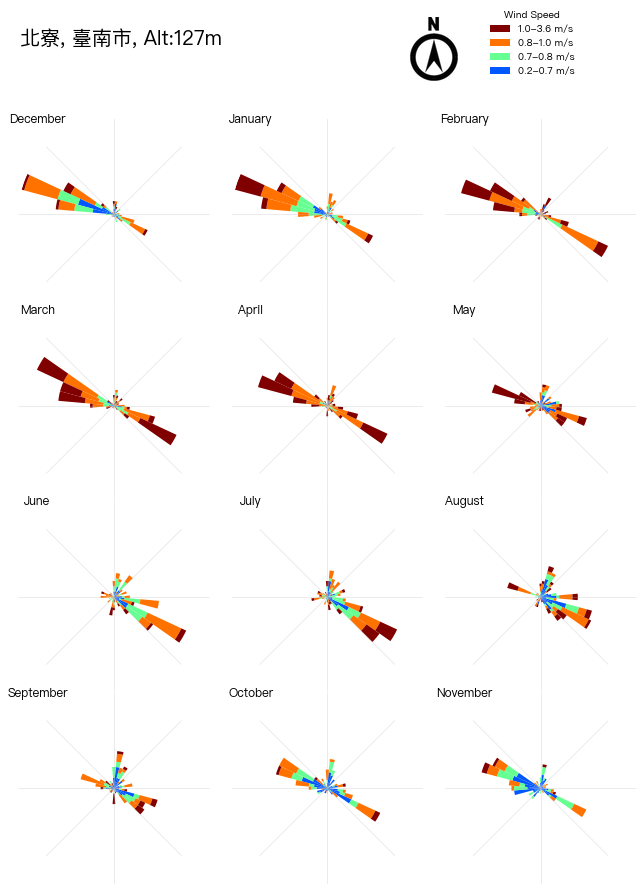 北寮, 臺南市, Alt:127m
N
Wind Speed
1.0–3.6 m/s
0.8–1.0 m/s
0.7–0.8 m/s
0.2–0.7 m/s
December
January
February
March
April
May
June
July
August
September
October
November